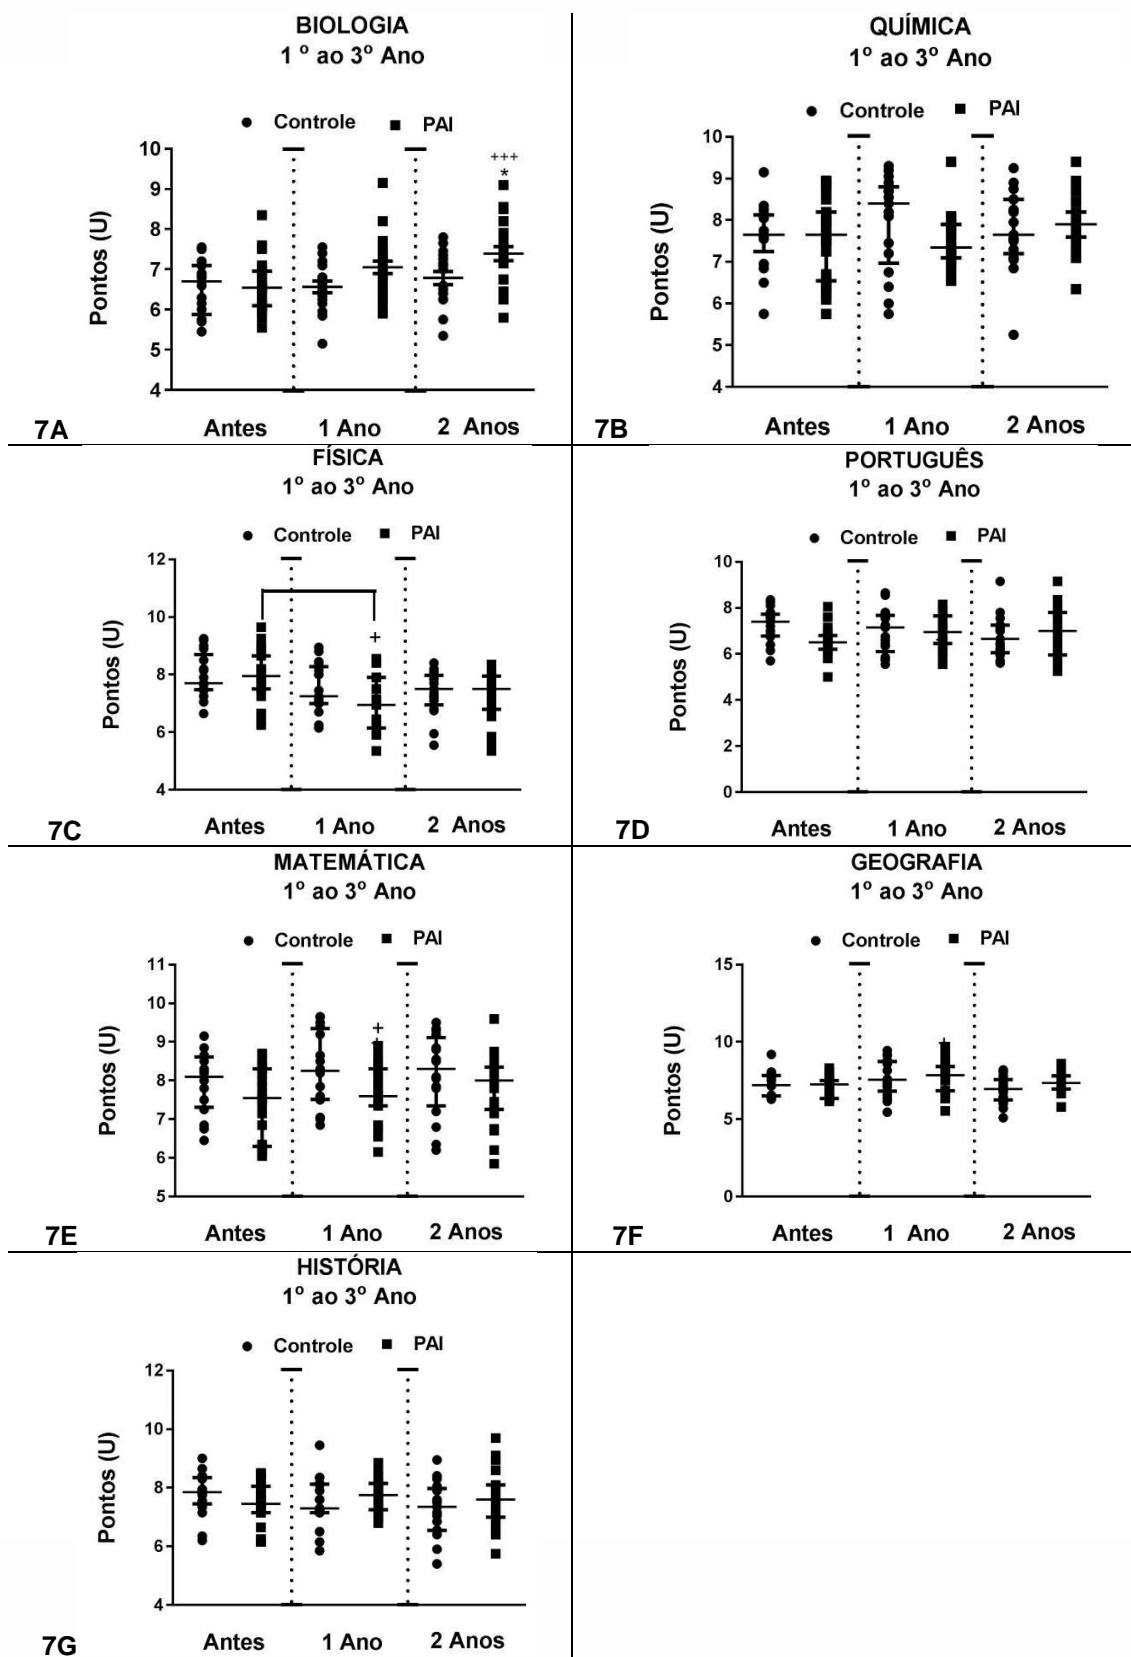 BIOLOGIA
1 º ao 3º Ano
Controle PAI
+++
*
10
9
8
7
6
5
4
Pontos (U)
Antes 1 Ano 2 Anos
7A
QUÍMICA
1º ao 3º Ano
Controle PAI
10
9
8
7
6
5
4
Pontos (U)
Antes 1 Ano 2 Anos
7B
FÍSICA
1º ao 3º Ano
Controle PAI
+
12
10
8
6
4
Pontos (U)
Antes 1 Ano 2 Anos
7C
PORTUGUÊS
1º ao 3º Ano
Controle PAI
10
8
6
4
2
0
Pontos (U)
Antes 1 Ano 2 Anos
7D
MATEMÁTICA
1º ao 3º Ano
Controle PAI
+
11
10
9
8
7
6
5
Pontos (U)
Antes 1 Ano 2 Anos
7E
GEOGRAFIA
1º ao 3º Ano
Controle PAI
+
15
10
5
0
Pontos (U)
Antes 1 Ano 2 Anos
7F
HISTÓRIA
1º ao 3º Ano
Controle PAI
12
10
8
6
4
Pontos (U)
Antes 1 Ano 2 Anos
7G